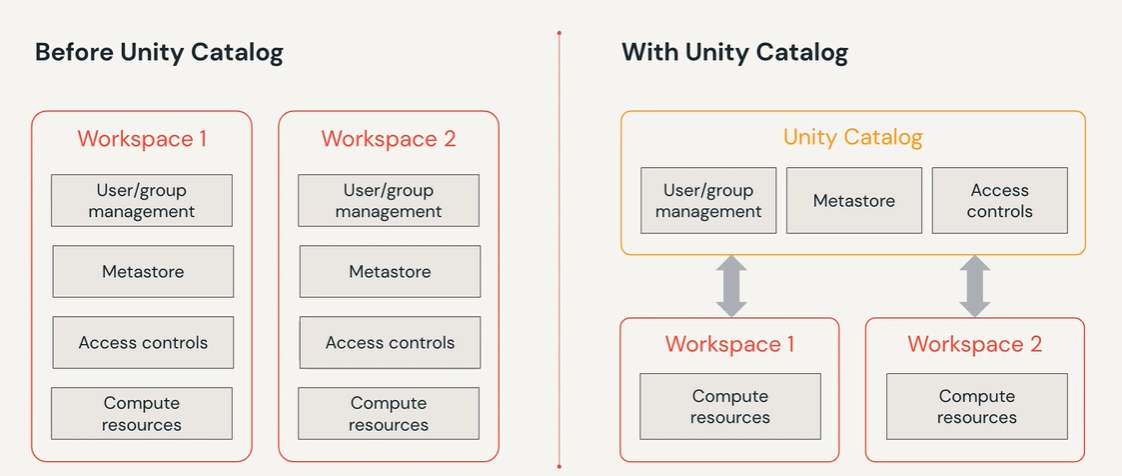 Before Unity Catalog
Workspace 1
User/group
management
Metastore
Access controls
Compute
resources
Workspace 2
User/group
management
Metastore
Access controls
Compute
resources
With Unity Catalog
Unity Catalog
User/group
management
Metastore
Access
controls
Workspace 1
Compute
resources
Workspace 2
Compute
resources